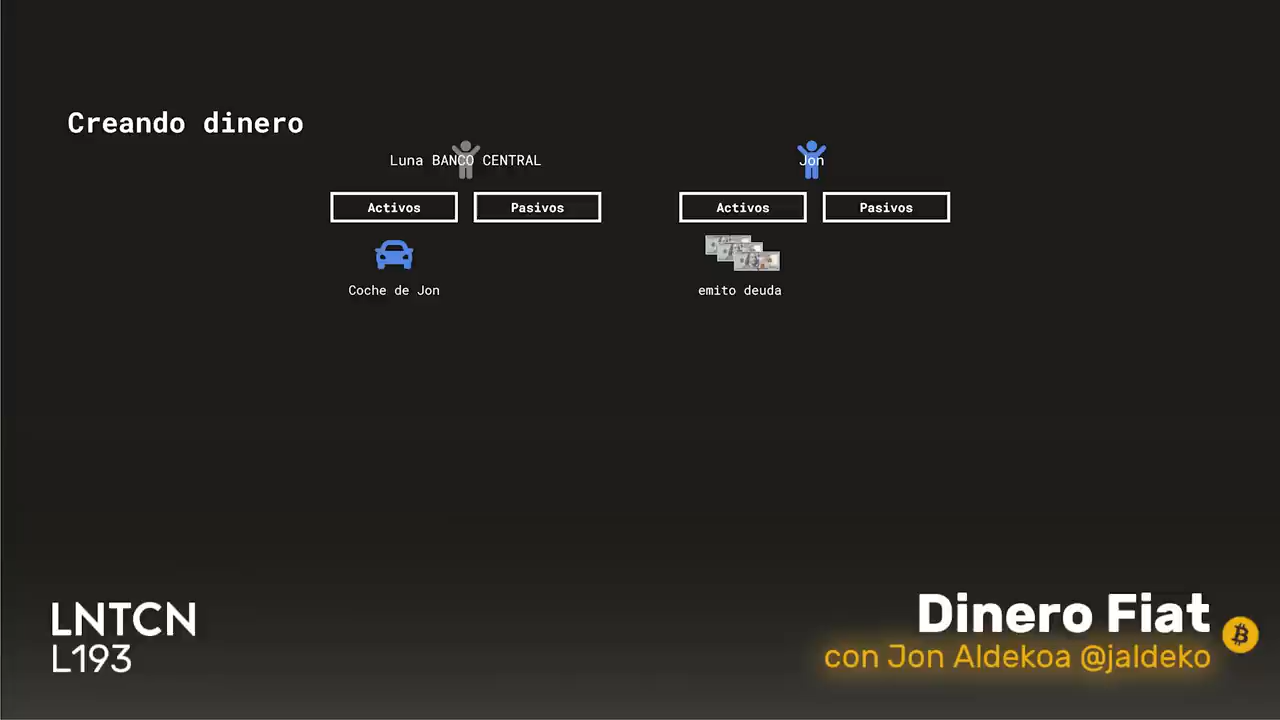 Creando dinero
Luna BANCO CENTRAL
Jon
Activos
Pasivos
Activos
Pasivos
Coche de Jon
emito deuda
LNTCN
L193
Dinero Fiat
con Jon Aldekoa @jaldeko